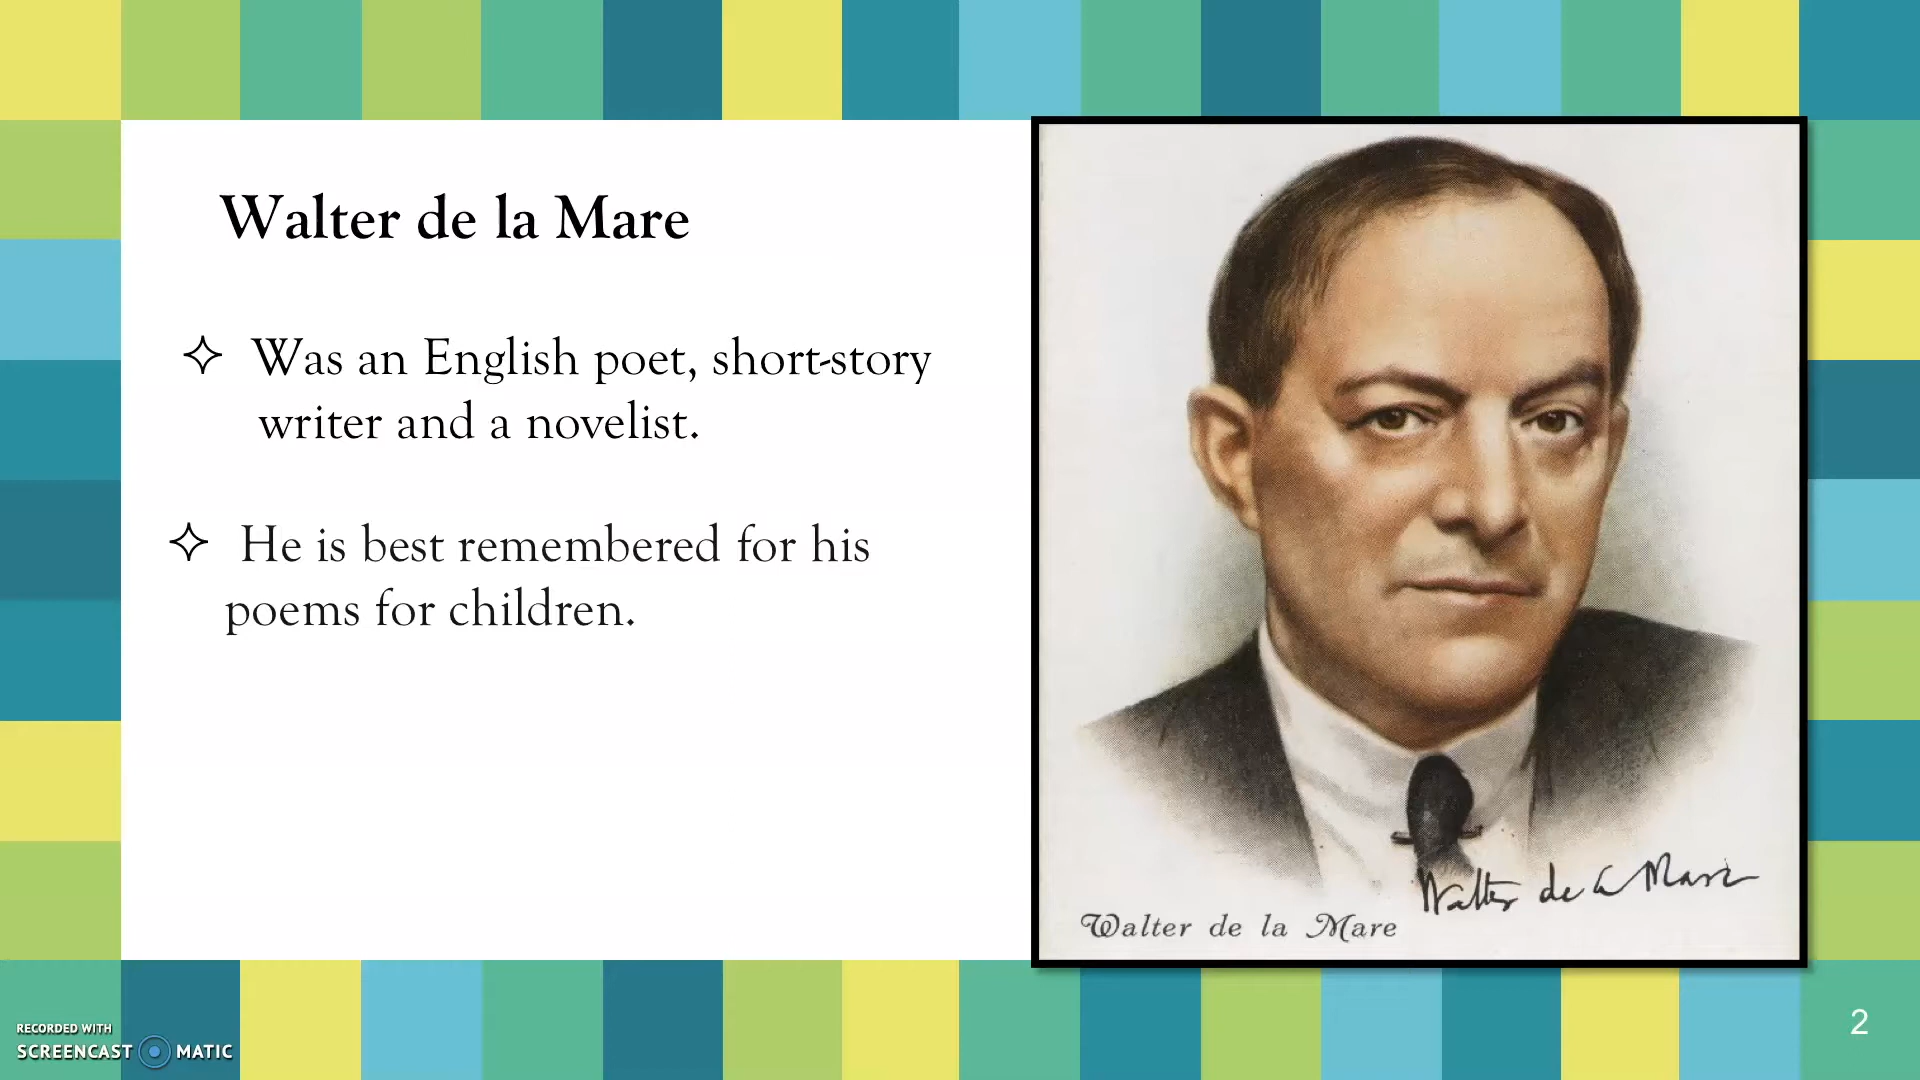 Walter de la Mare
✧ Was an English poet, short-story
writer and a novelist.
✧ He is best remembered for his
poems for children.
Walter de la Mare
Walter de la Mare
RECORDED WITH
SCREENCAST MATIC
2